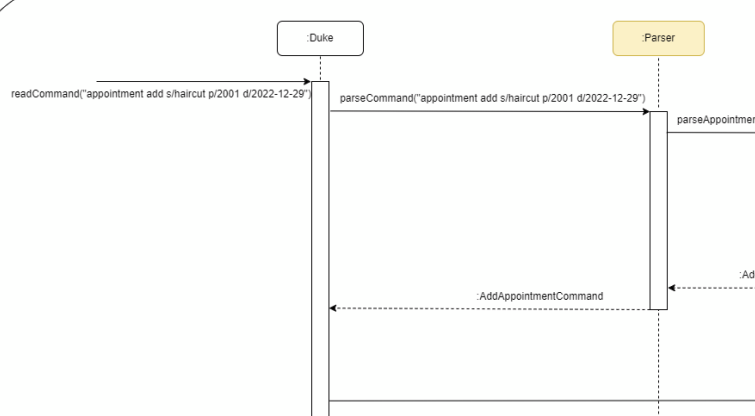 :Duke
:Parser
readCommand("appointment add s/haircut p/2001 d/2022-12-29")
parseCommand("appointment add s/haircut p/2001 d/2022-12-29")
parseAppointmen
:Ad
:AddAppointmentCommand